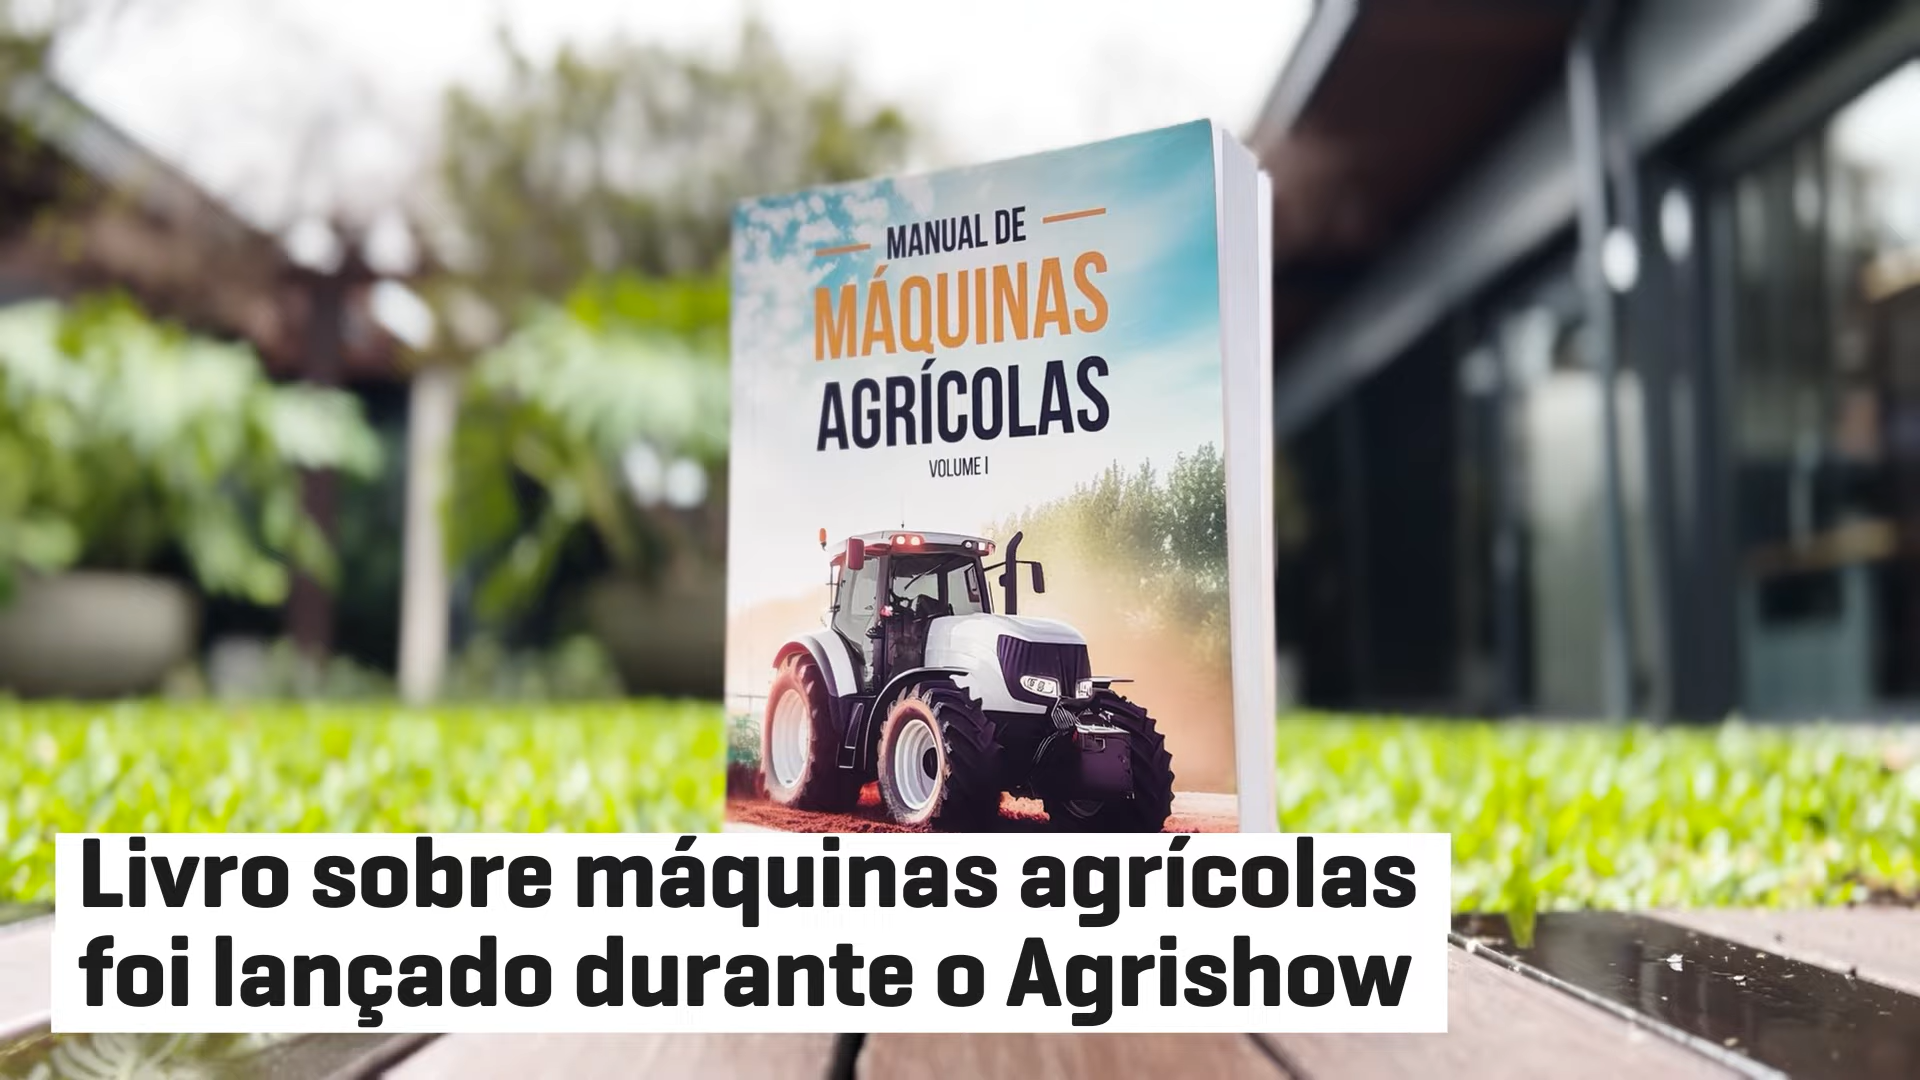 MANUAL DE
MÁQUINAS
AGRÍCOLAS
VOLUME I
Livro sobre máquinas agrícolas
foi lançado durante o Agrishow